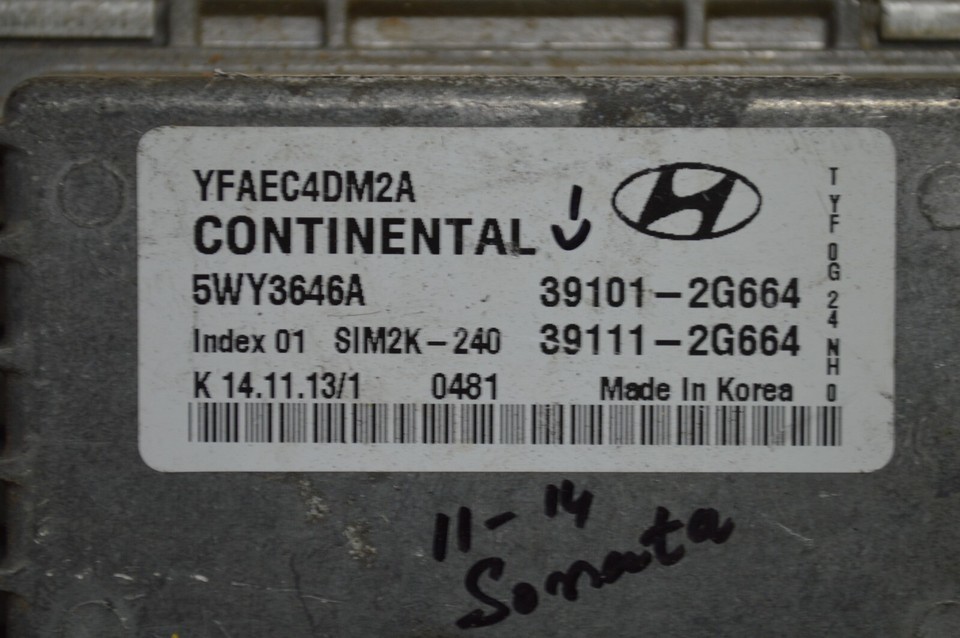 YFAEC4DM2A
CONTINENTAL
5WY3646A 39101-2G664
Index 01 SIM2K-240 39111-2G664
K 14.11.13/1 0481 Made In Korea
TYF0G24NH0
11-14
Sonata